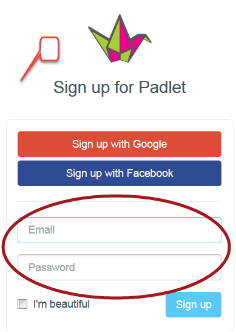 Sign up for Padlet
Sign up with Google
Sign up with Facebook
Email
Password
I'm beautiful
Sign up